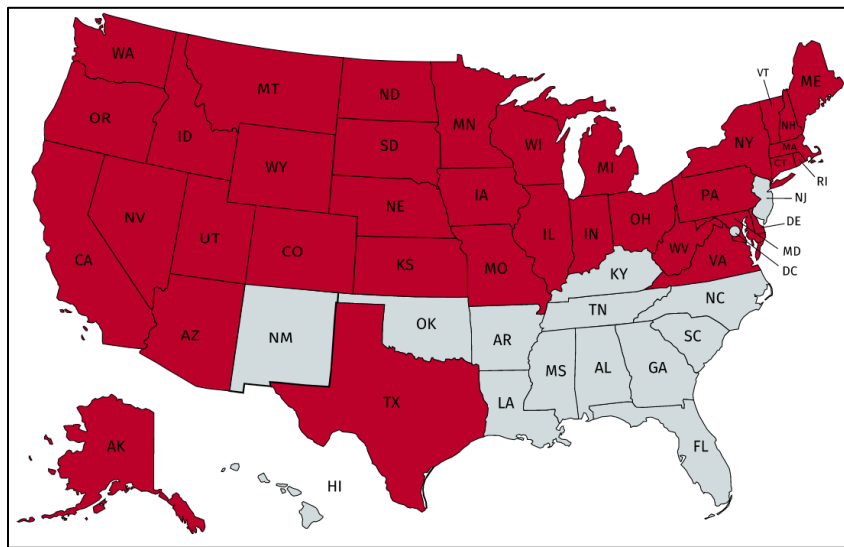 WA
MT
ND
MN
VT
ME
OR
ID
SD
WI
NH
NY
MA
CT
WY
MI
RI
IA
PA
NJ
NE
NV
OH
DE
IL
IN
UT
CO
MD
CA
WV
VA
KS
MO
DC
KY
NC
TN
OK
AZ
NM
AR
SC
MS
AL
GA
LA
TX
AK
FL
HI